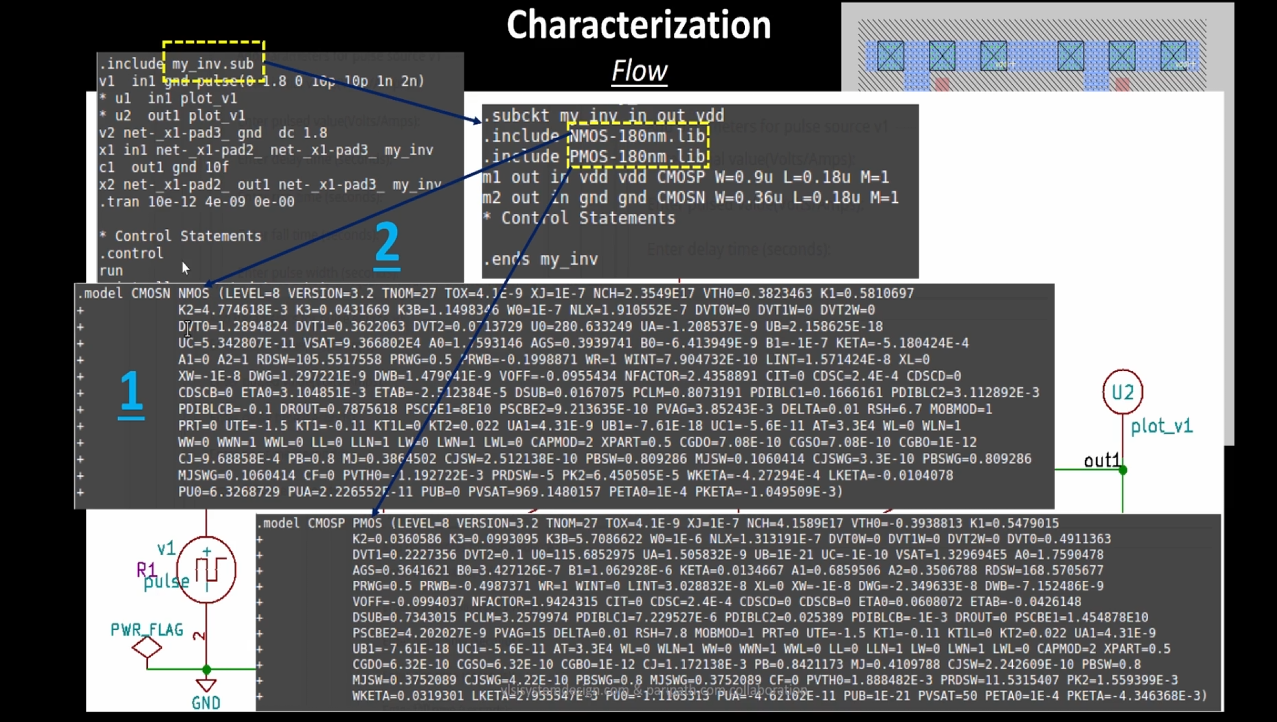 Characterization
Flow
.include my_inv.sub
v1 in1 gnd pulse(0 1.8 0 10p 10p 1n 2n)
* u1 in1 plot_v1
* u2 out1 plot_v1
v2 net-_x1-pad3_ gnd dc 1.8
x1 in1 net-_x1-pad2_ net-_x1-pad3_ my_inv
c1 out1 gnd 10f
x2 net-_x1-pad2_ out1 net-_x1-pad3_ my_inv
.tran 10e-12 4e-09 0e-00
* Control Statements
.control
run
2
.subckt my_inv in out vdd
.include NMOS-180nm.lib
.include PMOS-180nm.lib
m1 out in vdd vdd CMOSP W=0.9u L=0.18u M=1
m2 out in gnd gnd CMOSN W=0.36u L=0.18u M=1
* Control Statements
.ends my_inv
Enter delay time (seconds):
1
.model CMOSN NMOS (LEVEL=8 VERSION=3.2 TNOM=27 TOX=4.1E-9 XJ=1E-7 NCH=2.3549E17 VTH0=0.3823463 K1=0.5810697
+ K2=4.774618E-3 K3=0.0431669 K3B=1.1498346 W0=1E-7 NLX=1.910552E-7 DVT0W=0 DVT1W=0 DVT2W=0
+ DVT0=1.2894824 DVT1=0.3622063 DVT2=0.0713729 U0=280.633249 UA=-1.208537E-9 UB=2.158625E-18
+ UC=5.342807E-11 VSAT=9.366802E4 A0=1.7593146 AGS=0.3939741 B0=-6.413949E-9 B1=-1E-7 KETA=-5.180424E-4
+ A1=0 A2=1 RDSW=105.5517558 PRWG=0.5 PRWB=-0.1998871 WR=1 WINT=7.904732E-10 LINT=1.571424E-8 XL=0
+ XW=-1E-8 DWG=1.297221E-9 DWB=1.479041E-9 VOFF=-0.0955434 NFACTOR=2.4358891 CIT=0 CDSC=2.4E-4 CDSCD=0
+ CDSCB=0 ETA0=3.104851E-3 ETAB=-2.512384E-5 DSUB=0.0167075 PCLM=0.8073191 PDIBLC1=0.1666161 PDIBLC2=3.112892E-3
+ PDIBLCB=-0.1 DROUT=0.7875618 PSCBE1=8E10 PSCBE2=9.213635E-10 PVAG=3.85243E-3 DELTA=0.01 RSH=6.7 MOBMOD=1
+ PRT=0 UTE=-1.5 KT1=-0.11 KT1L=0 KT2=0.022 UA1=4.31E-9 UB1=-7.61E-18 UC1=-5.6E-11 AT=3.3E4 WL=0 WLN=1
+ WW=0 WWN=1 WWL=0 LL=0 LLN=1 LW=0 LWN=1 LWL=0 CAPMOD=2 XPART=0.5 CGDO=7.08E-10 CGSO=7.08E-10 CGBO=1E-12
+ CJ=9.68858E-4 PB=0.8 MJ=0.3864502 CJSW=2.512138E-10 PBSW=0.809286 MJSW=0.1060414 CJSWG=3.3E-10 PBSWG=0.809286
+ MJSWG=0.1060414 CF=0 PVTH0=-1.192722E-3 PRDSW=-5 PK2=6.450505E-5 WKETA=-4.27294E-4 LKETA=-0.0104078
+ PU0=6.3268729 PUA=2.226552E-11 PUB=0 PVSAT=969.1480157 PETA0=1E-4 PKETA=-1.049509E-3)
U2
plot_v1
out1
.model CMOSP PMOS (LEVEL=8 VERSION=3.2 TNOM=27 TOX=4.1E-9 XJ=1E-7 NCH=4.1589E17 VTH0=-0.3938813 K1=0.5479015
+ K2=0.0360586 K3=0.0993095 K3B=5.7086622 W0=1E-6 NLX=1.313191E-7 DVT0W=0 DVT1W=0 DVT2W=0 DVT0=0.4911363
+ DVT1=0.2227356 DVT2=0.1 U0=115.6852975 UA=1.505832E-9 UB=1E-21 UC=-1E-10 VSAT=1.329694E5 A0=1.7590478
+ AGS=0.3641621 B0=3.427126E-7 B1=1.062928E-6 KETA=0.0134667 A1=0.6859506 A2=0.3506788 RDSW=168.5705677
+ PRWG=0.5 PRWB=-0.4987371 WR=1 WINT=0 LINT=3.028832E-8 XL=0 XW=-1E-8 DWG=-2.349633E-8 DWB=-7.152486E-9
+ VOFF=-0.0994037 NFACTOR=1.9424315 CIT=0 CDSC=2.4E-4 CDSCD=0 CDSCB=0 ETA0=0.0608072 ETAB=-0.0426148
+ DSUB=0.7343015 PCLM=3.2579974 PDIBLC1=7.229527E-6 PDIBLC2=0.025389 PDIBLCB=-1E-3 DROUT=0 PSCBE1=1.454878E10
+ PSCBE2=4.202027E-9 PVAG=15 DELTA=0.01 RSH=7.8 MOBMOD=1 PRT=0 UTE=-1.5 KT1=-0.11 KT1L=0 KT2=0.022 UA1=4.31E-9
+ UB1=-7.61E-18 UC1=-5.6E-11 AT=3.3E4 WL=0 WLN=1 WW=0 WWN=1 WWL=0 LL=0 LLN=1 LW=0 LWN=1 LWL=0 CAPMOD=2 XPART=0.5
+ CGDO=6.32E-10 CGSO=6.32E-10 CGBO=1E-12 CJ=1.172138E-3 PB=0.8421173 MJ=0.4109788 CJSW=2.242609E-10 PBSW=0.8
+ MJSW=0.3752089 CJSWG=4.22E-10 PBSWG=0.8 MJSWG=0.3752089 CF=0 PVTH0=1.888482E-3 PRDSW=11.5315407 PK2=1.559399E-3
+ WKETA=0.0319301 LKETA=2.955547E-3 PU0=-1.1105313 PUA=-4.62102E-11 PUB=1E-21 PVSAT=50 PETA0=1E-4 PKETA=-4.346368E-3)
v1
R1
pulse
PWR_FLAG
2
GND
vlsisystemdesign.com & paripath.com collaboration